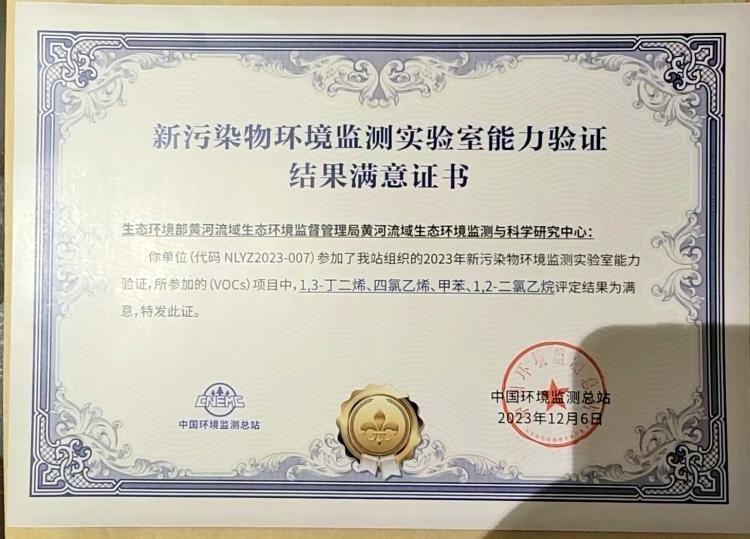 新污染物环境监测实验室能力验证
结果满意证书
生态环境部黄河流域生态环境监督管理局黄河流域生态环境监测与科学研究中心：
你单位（代码 NLYZ2023-007）参加了我站组织的2023年新污染物环境监测实验室能力
验证，所参加的（VOCs）项目中，1,3-丁二烯、四氯乙烯、甲苯、1,2-二氯乙烷评定结果为满
意，特发此证。
CNEMC
中国环境监测总站
中国环境监测总站
中国环境监测总站
2023年12月6日